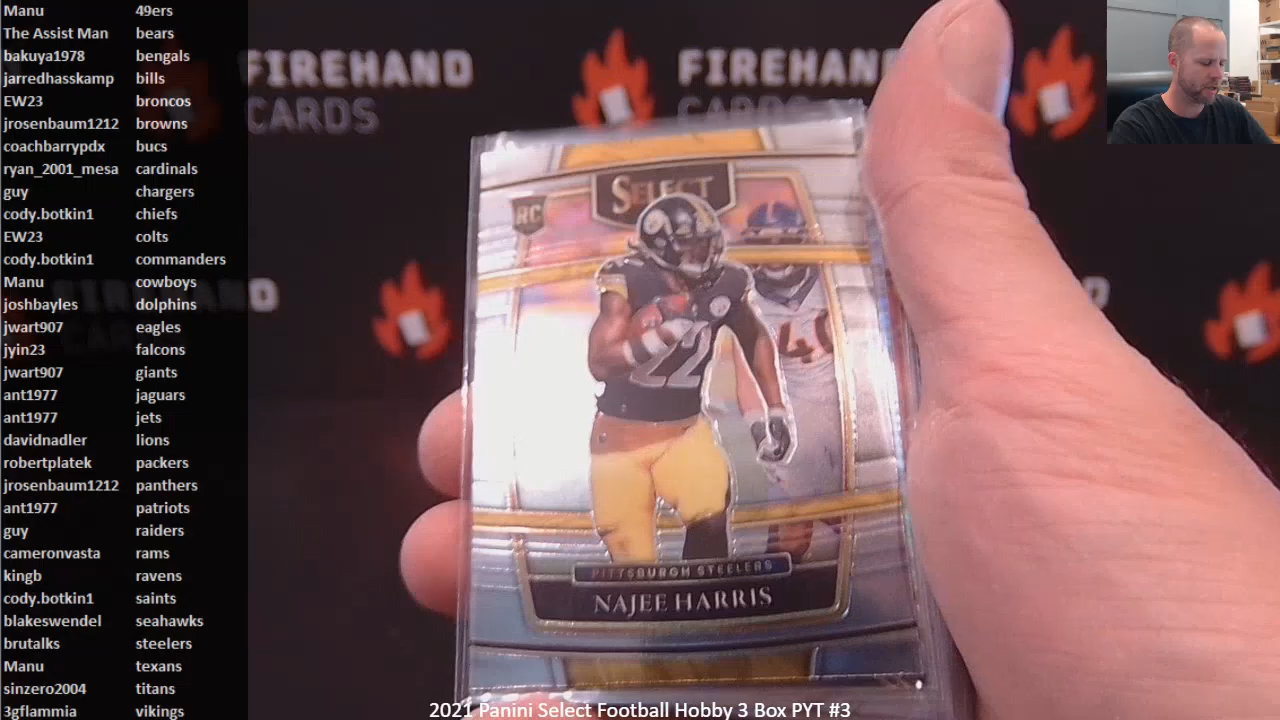 Manu 49ers
The Assist Man bears
bakuya1978 bengals
jarredhasskamp bills
EW23 broncos
jrosenbaum1212 browns
coachbarrypdx bucs
ryan_2001_mesa cardinals
guy chargers
cody.botkin1 chiefs
EW23 colts
cody.botkin1 commanders
Manu cowboys
joshbayles dolphins
jwart907 eagles
jyin23 falcons
jwart907 giants
ant1977 jaguars
ant1977 jets
davidnadler lions
robertplatek packers
jrosenbaum1212 panthers
ant1977 patriots
guy raiders
cameronvasta rams
kingb ravens
cody.botkin1 saints
blakeswendel seahawks
brutalks steelers
Manu texans
sinzero2004 titans
3gflammia vikings
FIREHAND
CARDS
FIREHAND
CARDS
SELECT
RC
22
40
PITTSBURGH STEELERS
NAJEE HARRIS
2021 Panini Select Football Hobby 3 Box PYT #3